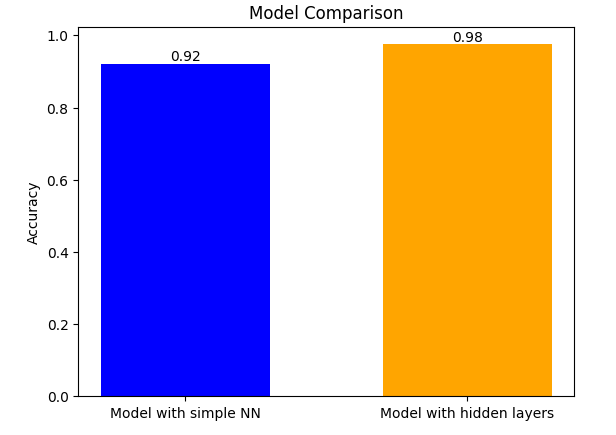 Model Comparison
0.92
0.98
1.0
0.8
0.6
0.4
0.2
0.0
Accuracy
Model with simple NN
Model with hidden layers